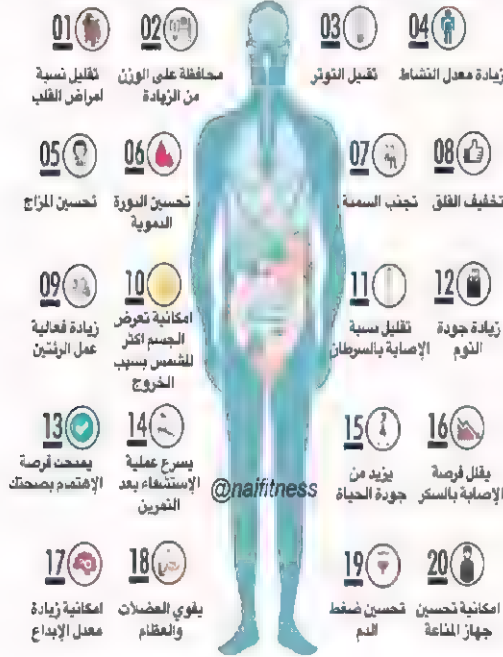 01
تقليل نسبة
امراض القلب
02
محافظة على الوزن
من الزيادة
03
تقليل التوتر
04
زيادة معدل النشاط
05
تحسين المزاج
06
تحسين الدورة
الدموية
07
تجنب السمنة
08
تخفيف القلق
09
زيادة فعالية
عمل الرئتين
10
امكانية تعرض
الجسم اكثر
للشمس بسبب
الخروج
11
تقليل نسبة
الإصابة بالسرطان
12
زيادة جودة
النوم
13
يمنحك فرصة
الإهتمام بصحتك
14
يسرع عملية
الإستشفاء بعد
التمرين
15
يزيد من
جودة الحياة
16
يقلل فرصة
الإصابة بالسكر
@naifitness
17
امكانية زيادة
معدل الإبداع
18
يقوي العضلات
والعظام
19
تحسين ضغط
الدم
20
امكانية تحسين
جهاز المناعة